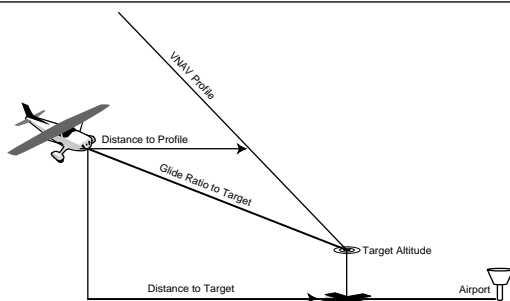 VNAV Profile
Distance to Profile
Glide Ratio to Target
Target Altitude
Distance to Target
Airport